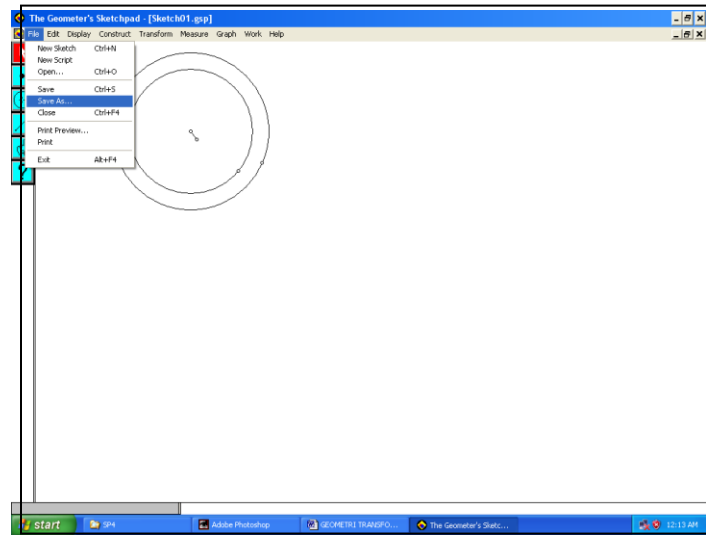 The Geometer's Sketchpad - [Sketch01.gsp]
File Edit Display Construct Transform Measure Graph Work Help
New Sketch Ctrl+N
New Script
Open... Ctrl+O
Save Ctrl+S
Save As...
Close Ctrl+F4
Print Preview...
Print
Exit Alt+F4
?
start SP4 Adobe Photoshop GEOMETRI TRANSFO... The Geometer's Sketc... 12:13 AM